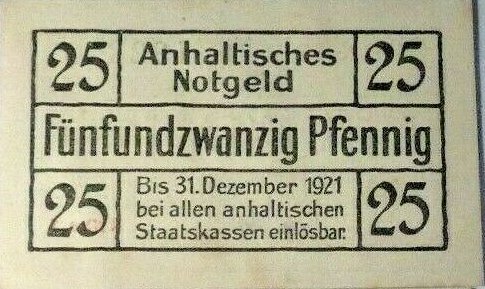 25 Anhaltisches 25
Notgeld
Fünfundzwanzig Pfennig
25 Bis 31. Dezember 1921 25
bei allen anhaltischen
Staatskassen einlösbar.